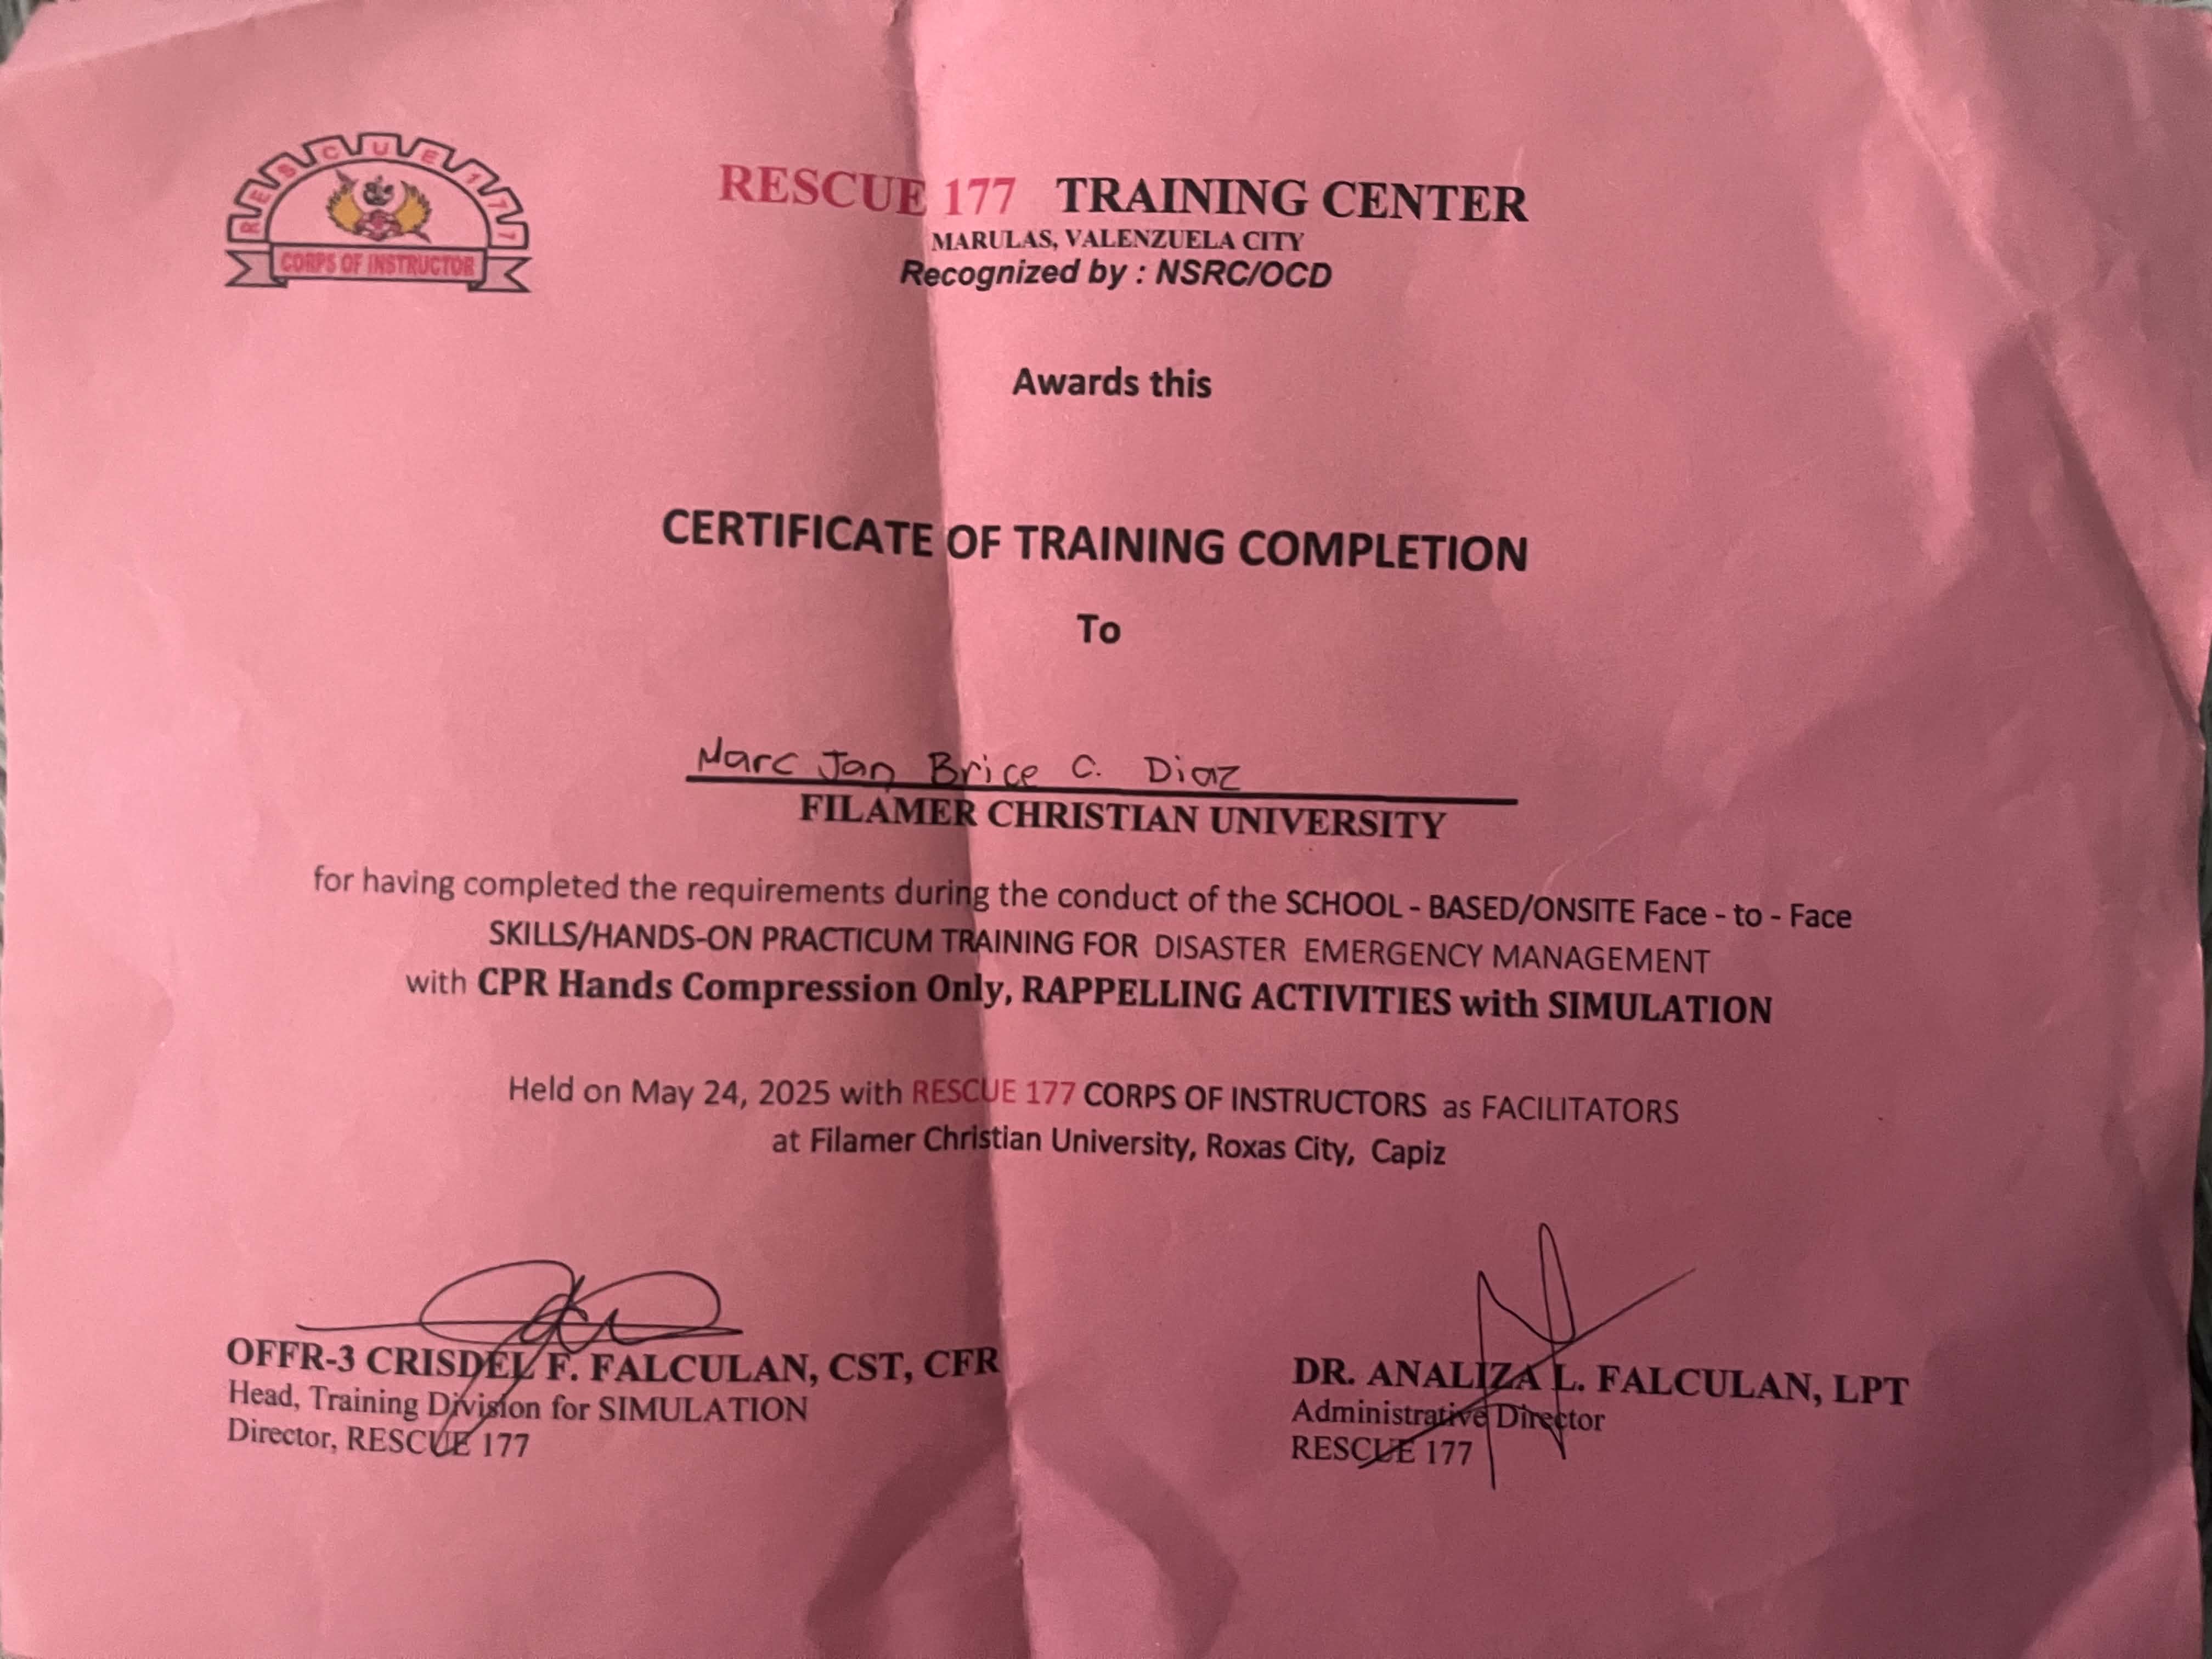 RESCUE 177
CORPS OF INSTRUCTOR
RESCUE 177 TRAINING CENTER
MARULAS, VALENZUELA CITY
Recognized by : NSRC/OCD
Awards this
CERTIFICATE OF TRAINING COMPLETION
To
Marc Jan Brice C. Diaz
FILAMER CHRISTIAN UNIVERSITY
for having completed the requirements during the conduct of the SCHOOL - BASED/ONSITE Face - to - Face
SKILLS/HANDS-ON PRACTICUM TRAINING FOR DISASTER EMERGENCY MANAGEMENT
with CPR Hands Compression Only, RAPPELLING ACTIVITIES with SIMULATION
Held on May 24, 2025 with RESCUE 177 CORPS OF INSTRUCTORS as FACILITATORS
at Filamer Christian University, Roxas City, Capiz
OFFR-3 CRISDEL F. FALCULAN, CST, CFR
Head, Training Division for SIMULATION
Director, RESCUE 177
DR. ANALIZA L. FALCULAN, LPT
Administrative Director
RESCUE 177